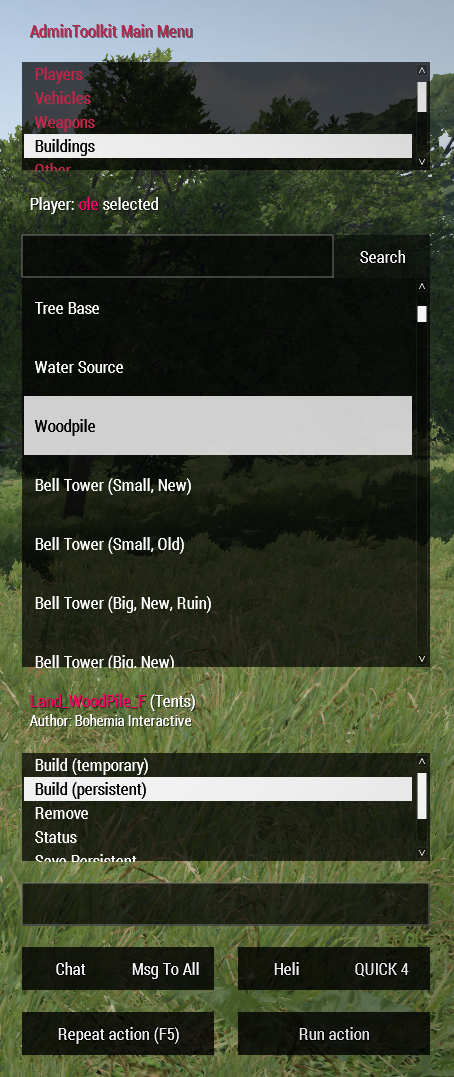 AdminToolkit Main Menu
Players
Vehicles
Weapons
Buildings
Other
Player: ole selected
Search
Tree Base
Water Source
Woodpile
Bell Tower (Small, New)
Bell Tower (Small, Old)
Bell Tower (Big, New, Ruin)
Bell Tower (Big, New)
Land_WoodPile_F (Tents)
Author: Bohemia Interactive
Build (temporary)
Build (persistent)
Remove
Status
Save Persistent
Chat Msg To All Heli QUICK 4
Repeat action (F5) Run action